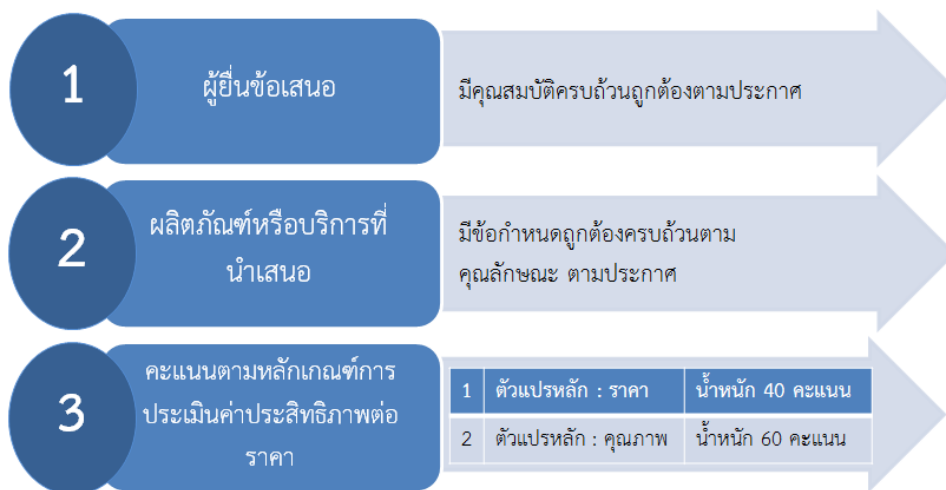 1
ผู้ยื่นข้อเสนอ
มีคุณสมบัติครบถ้วนถูกต้องตามประกาศ
2
ผลิตภัณฑ์หรือบริการที่
นำเสนอ
มีข้อกำหนดถูกต้องครบถ้วนตาม
คุณลักษณะ ตามประกาศ
3
คะแนนตามหลักเกณฑ์การ
ประเมินค่าประสิทธิภาพต่อ
ราคา
1 ตัวแปรหลัก : ราคา น้ำหนัก 40 คะแนน
2 ตัวแปรหลัก : คุณภาพ น้ำหนัก 60 คะแนน